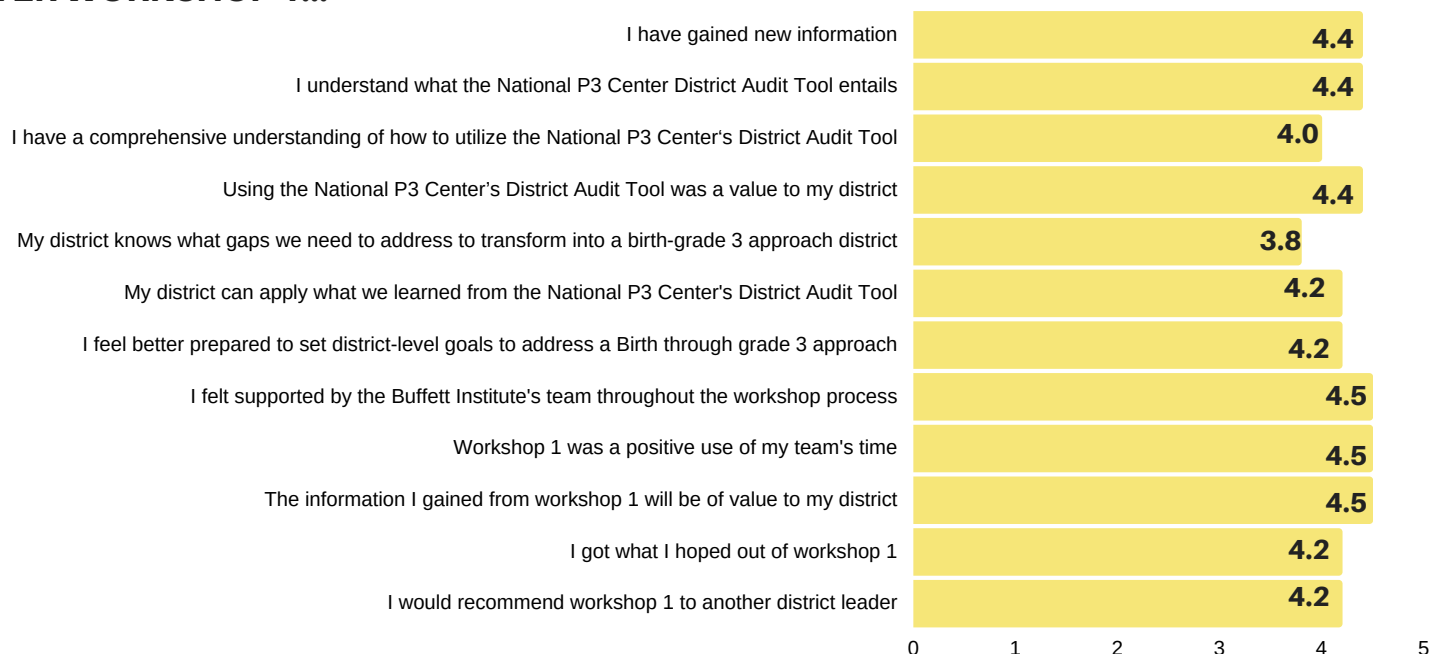 I have gained new information 4.4
I understand what the National P3 Center District Audit Tool entails 4.4
I have a comprehensive understanding of how to utilize the National P3 Center‘s District Audit Tool 4.0
Using the National P3 Center’s District Audit Tool was a value to my district 4.4
My district knows what gaps we need to address to transform into a birth-grade 3 approach district 3.8
My district can apply what we learned from the National P3 Center's District Audit Tool 4.2
I feel better prepared to set district-level goals to address a Birth through grade 3 approach 4.2
I felt supported by the Buffett Institute's team throughout the workshop process 4.5
Workshop 1 was a positive use of my team's time 4.5
The information I gained from workshop 1 will be of value to my district 4.5
I got what I hoped out of workshop 1 4.2
I would recommend workshop 1 to another district leader 4.2
0 1 2 3 4 5